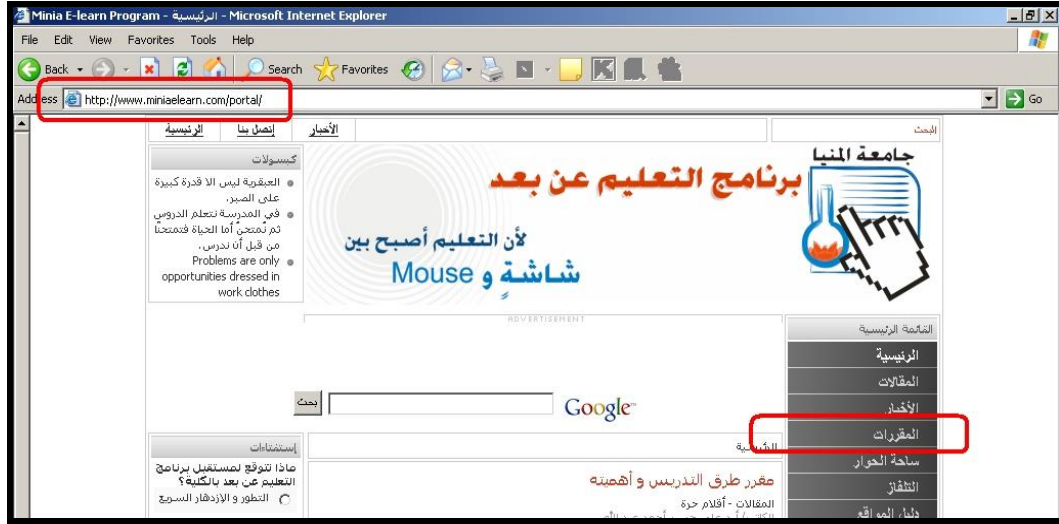 Minia E-learn Program - الرئيسية - Microsoft Internet Explorer
File Edit View Favorites Tools Help
Back Search Favorites
Address http://www.miniaelearn.com/portal/ Go
البحث
الأخبار إتصل بنا الرئيسية
جامعة المنيا
برنامج التعليم عن بعد
لأن التعليم أصبح بين
شاشةٍ و Mouse
كبسولات
العبقرية ليس الا قدرة كبيرة
على الصبر.
في المدرسة نتعلم الدروس
ثم نُمتحن أما الحياة فتمتحنا
من قبل أن ندرس.
Problems are only
opportunities dressed in
work clothes
ADVERTISEMENT
القائمة الرئيسية
الرئيسية
المقالات
الأخبار
المقررات
ساحة الحوار
التلفاز
دليل المواقع
Google™
بحث
الرئيسية
مقرر طرق التدريس و أهميته
المقالات - أقلام حرة
إستفتاءات
ماذا تتوقع لمستقبل برنامج
التعليم عن بعد بالكلية؟
التطور و الإزدهار السريع